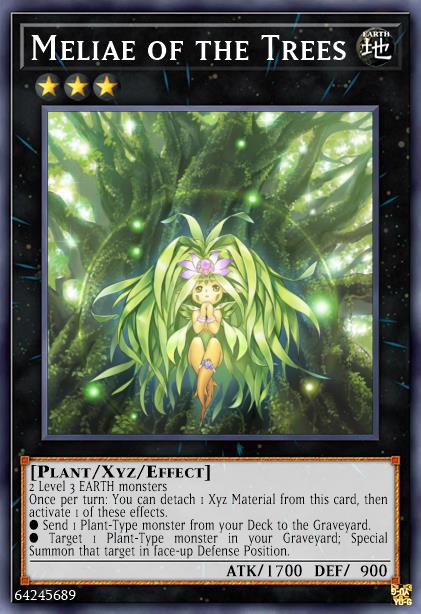 MELIAE OF THE TREES
EARTH
地
[PLANT/XYZ/EFFECT]
2 Level 3 EARTH monsters
Once per turn: You can detach 1 Xyz Material from this card, then
activate 1 of these effects.
● Send 1 Plant-Type monster from your Deck to the Graveyard.
● Target 1 Plant-Type monster in your Graveyard; Special
Summon that target in face-up Defense Position.
ATK/1700 DEF/ 900
64245689